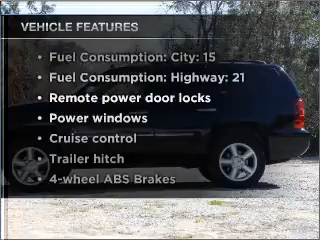 VEHICLE FEATURES
• Fuel Consumption: City: 15
• Fuel Consumption: Highway: 21
• Remote power door locks
• Power windows
• Cruise control
• Trailer hitch
• 4-wheel ABS Brakes